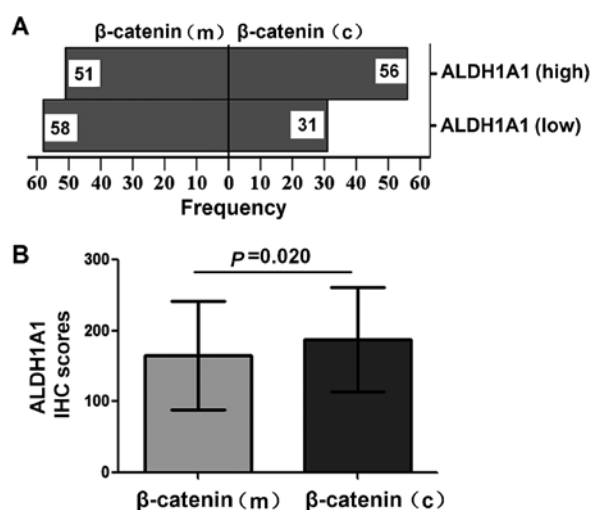 A
β-catenin（m） β-catenin（c）
51 56 ALDH1A1 (high)
58 31 ALDH1A1 (low)
60 50 40 30 20 10 0 10 20 30 40 50 60
Frequency
B
300
P=0.020
200
ALDH1A1
IHC scores
100
0
β-catenin（m） β-catenin（c）